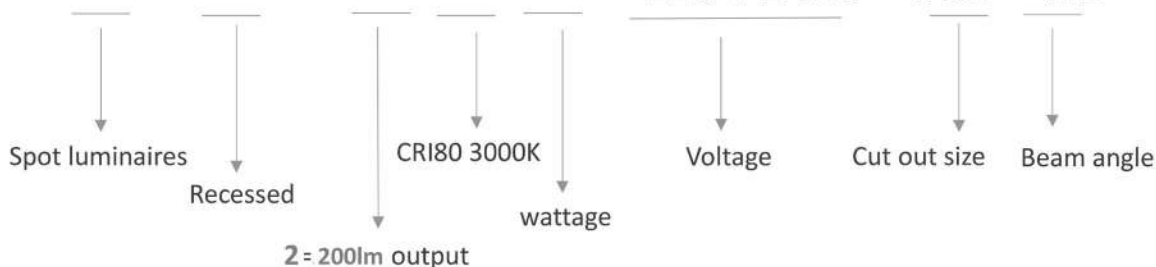 Spot luminaires
CRI80 3000K
Voltage
Cut out size
Beam angle
Recessed
wattage
2 = 200lm output